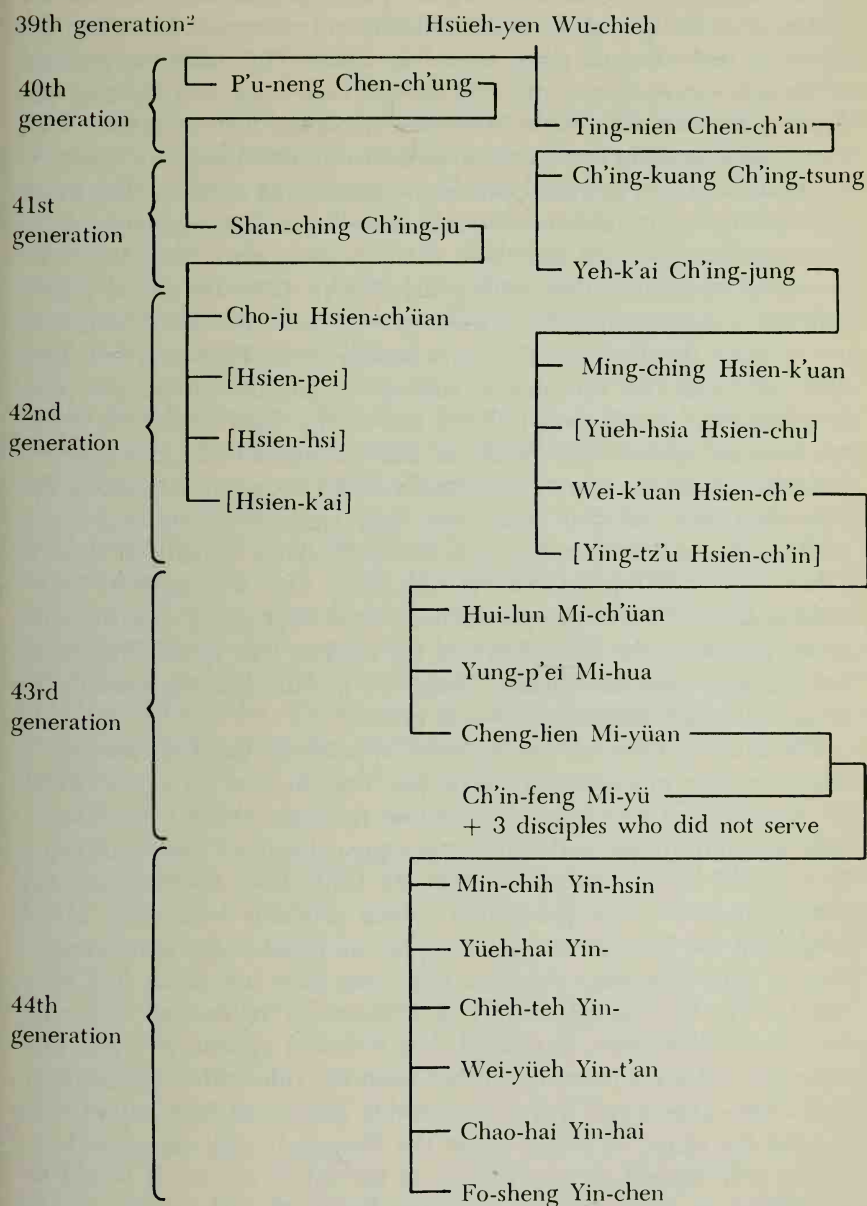 39th generation²
Hsüeh-yen Wu-chieh
40th
generation
P'u-neng Chen-ch'ung
Ting-nien Chen-ch'an
41st
generation
Ch'ing-kuang Ch'ing-tsung
Shan-ching Ch'ing-ju
Yeh-k'ai Ch'ing-jung
42nd
generation
Cho-ju Hsien-ch'üan
[Hsien-pei]
[Hsien-hsi]
[Hsien-k'ai]
Ming-ching Hsien-k'uan
[Yüeh-hsia Hsien-chu]
Wei-k'uan Hsien-ch'e
[Ying-tz'u Hsien-ch'in]
43rd
generation
Hui-lun Mi-ch'üan
Yung-p'ei Mi-hua
Cheng-lien Mi-yüan
Ch'in-feng Mi-yü
+ 3 disciples who did not serve
44th
generation
Min-chih Yin-hsin
Yüeh-hai Yin-
Chieh-teh Yin-
Wei-yüeh Yin-t'an
Chao-hai Yin-hai
Fo-sheng Yin-chen